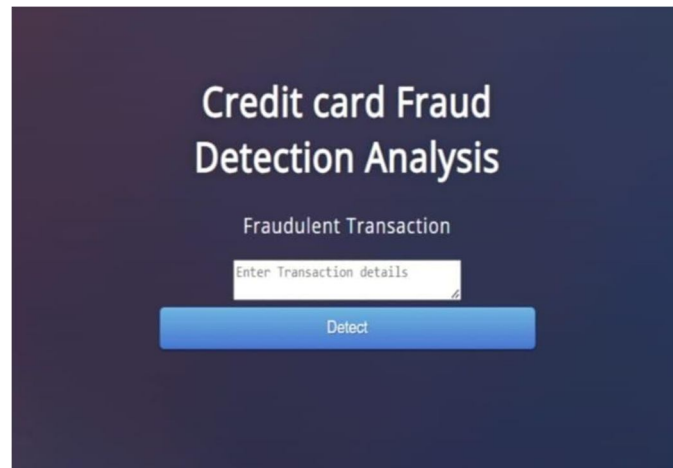 Credit card Fraud
Detection Analysis
Fraudulent Transaction
Enter Transaction details
Detect